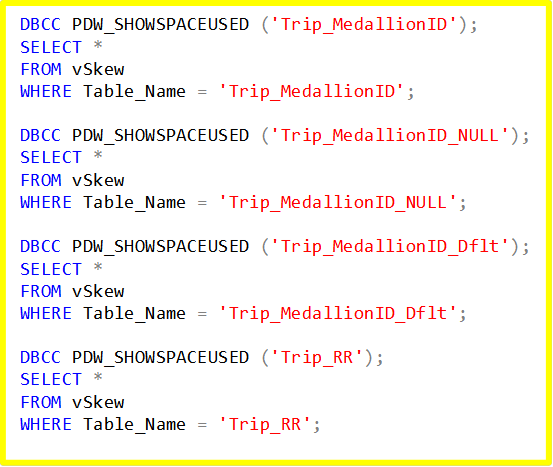 DBCC PDW_SHOWSPACEUSED ('Trip_MedallionID');
SELECT *
FROM vSkew
WHERE Table_Name = 'Trip_MedallionID';
DBCC PDW_SHOWSPACEUSED ('Trip_MedallionID_NULL');
SELECT *
FROM vSkew
WHERE Table_Name = 'Trip_MedallionID_NULL';
DBCC PDW_SHOWSPACEUSED ('Trip_MedallionID_Dflt');
SELECT *
FROM vSkew
WHERE Table_Name = 'Trip_MedallionID_Dflt';
DBCC PDW_SHOWSPACEUSED ('Trip_RR');
SELECT *
FROM vSkew
WHERE Table_Name = 'Trip_RR';